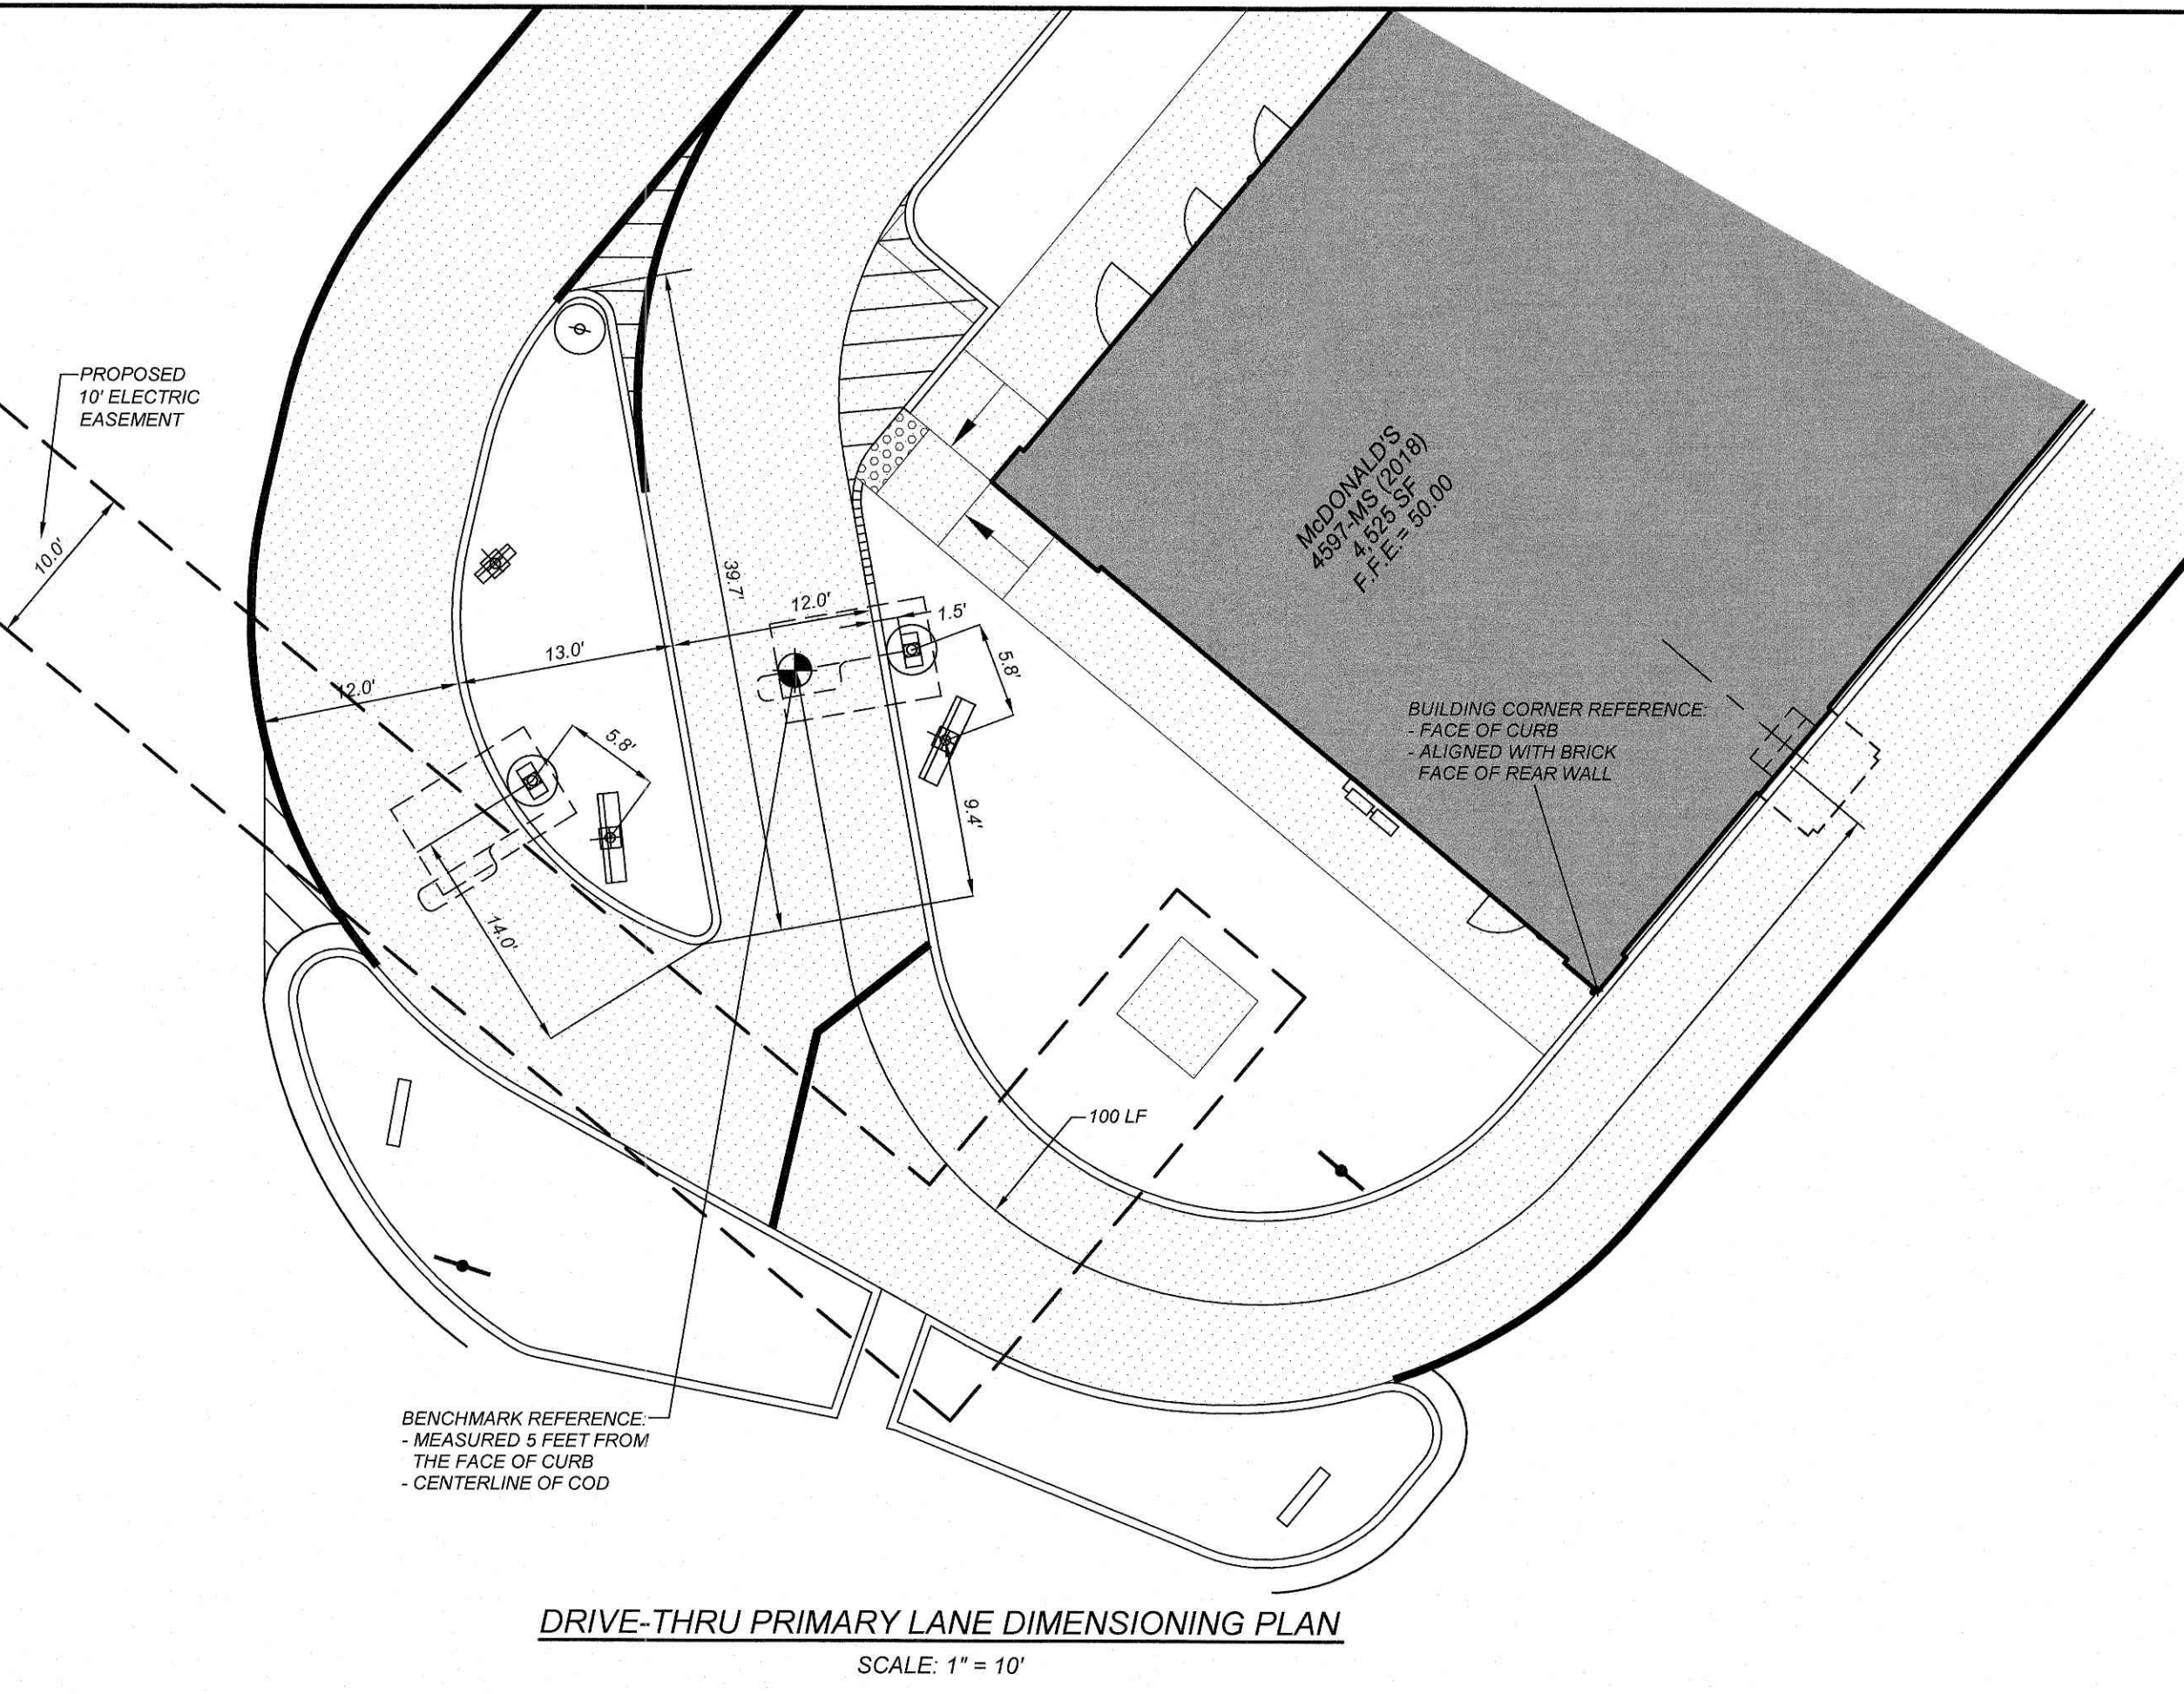 PROPOSED
10' ELECTRIC
EASEMENT
10.0'
39.7'
12.0'
1.5'
13.0'
5.8'
12.0'
5.8'
9.4'
14.0'
McDONALD'S
4597-MS (2018)
4,525 SF
F.F.E.= 50.00
BUILDING CORNER REFERENCE:
- FACE OF CURB
- ALIGNED WITH BRICK
FACE OF REAR WALL
100 LF
BENCHMARK REFERENCE:
- MEASURED 5 FEET FROM
THE FACE OF CURB
- CENTERLINE OF COD
DRIVE-THRU PRIMARY LANE DIMENSIONING PLAN
SCALE: 1" = 10'